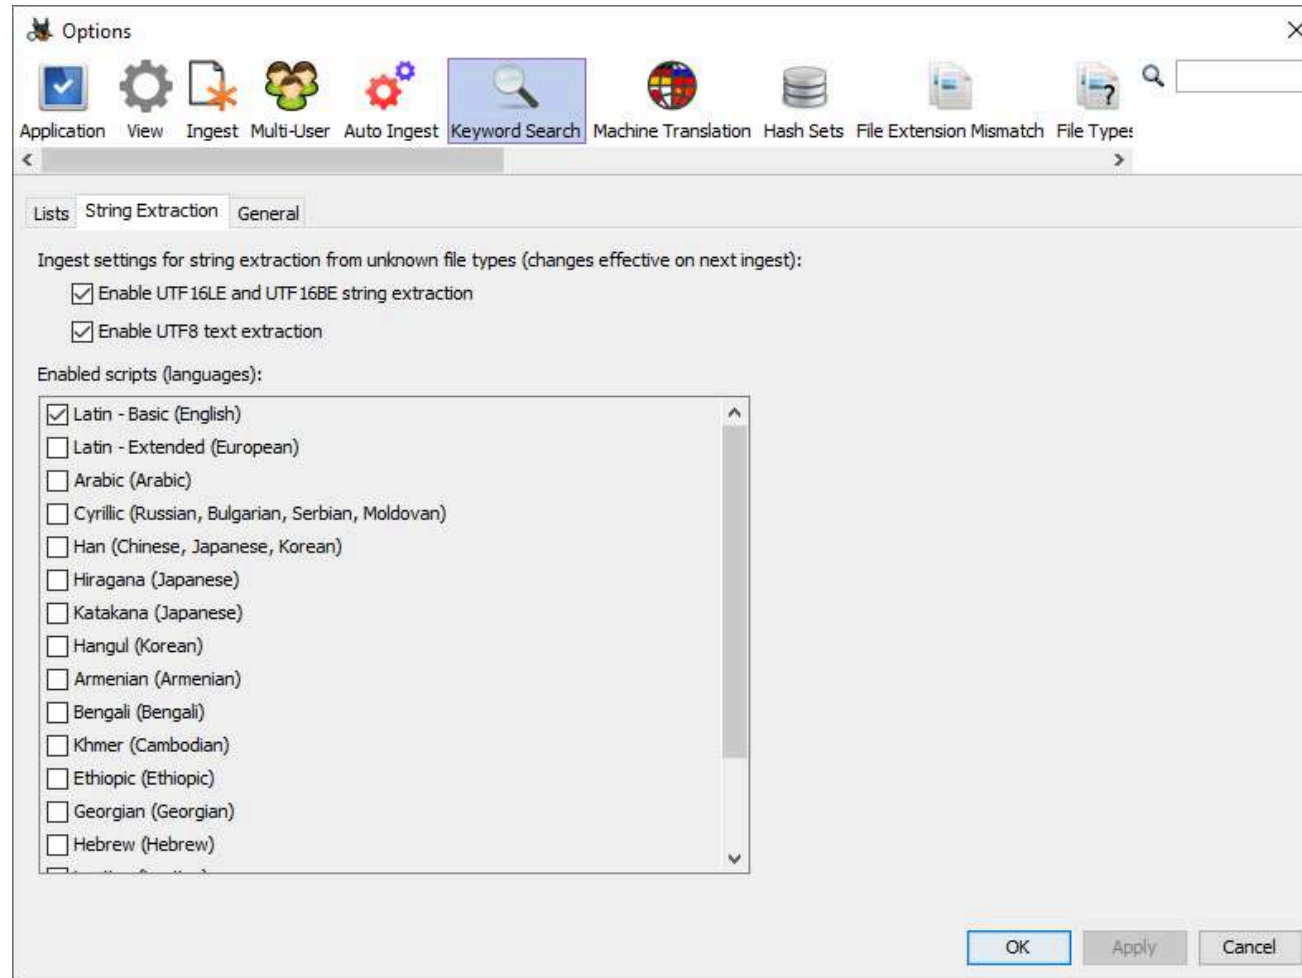 Options
Application View Ingest Multi-User Auto Ingest Keyword Search Machine Translation Hash Sets File Extension Mismatch File Types
Lists String Extraction General
Ingest settings for string extraction from unknown file types (changes effective on next ingest):
Enable UTF16LE and UTF16BE string extraction
Enable UTF8 text extraction
Enabled scripts (languages):
Latin - Basic (English)
Latin - Extended (European)
Arabic (Arabic)
Cyrillic (Russian, Bulgarian, Serbian, Moldovan)
Han (Chinese, Japanese, Korean)
Hiragana (Japanese)
Katakana (Japanese)
Hangul (Korean)
Armenian (Armenian)
Bengali (Bengali)
Khmer (Cambodian)
Ethiopic (Ethiopic)
Georgian (Georgian)
Hebrew (Hebrew)
OK Apply Cancel